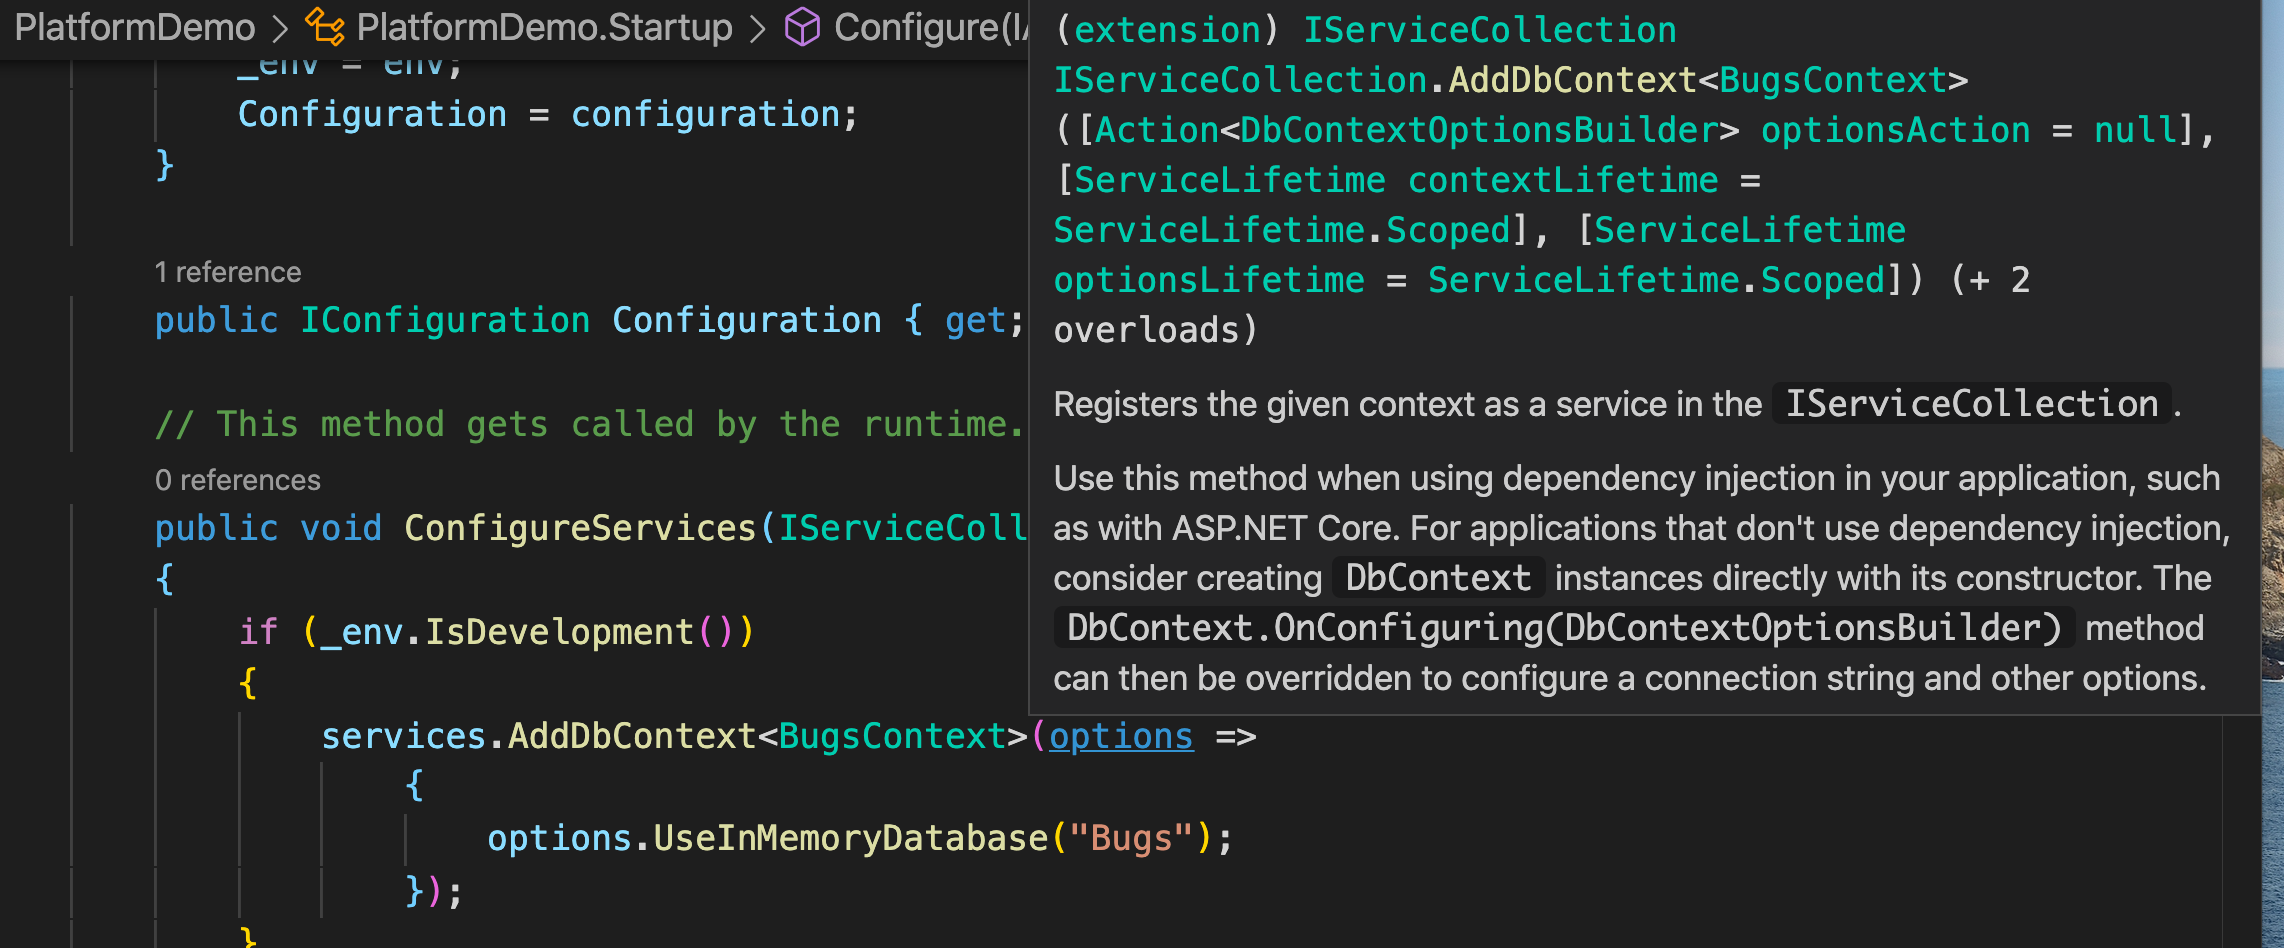 PlatformDemo > PlatformDemo.Startup > Configure(IA
_env = env;
Configuration = configuration;
}
1 reference
public IConfiguration Configuration { get;
// This method gets called by the runtime.
0 references
public void ConfigureServices(IServiceColl
{
if (_env.IsDevelopment())
{
services.AddDbContext<BugsContext>(options =>
{
options.UseInMemoryDatabase("Bugs");
});
}
(extension) IServiceCollection
IServiceCollection.AddDbContext<BugsContext>
([Action<DbContextOptionsBuilder> optionsAction = null],
[ServiceLifetime contextLifetime =
ServiceLifetime.Scoped], [ServiceLifetime
optionsLifetime = ServiceLifetime.Scoped]) (+ 2
overloads)
Registers the given context as a service in the IServiceCollection.
Use this method when using dependency injection in your application, such
as with ASP.NET Core. For applications that don't use dependency injection,
consider creating DbContext instances directly with its constructor. The
DbContext.OnConfiguring(DbContextOptionsBuilder) method
can then be overridden to configure a connection string and other options.